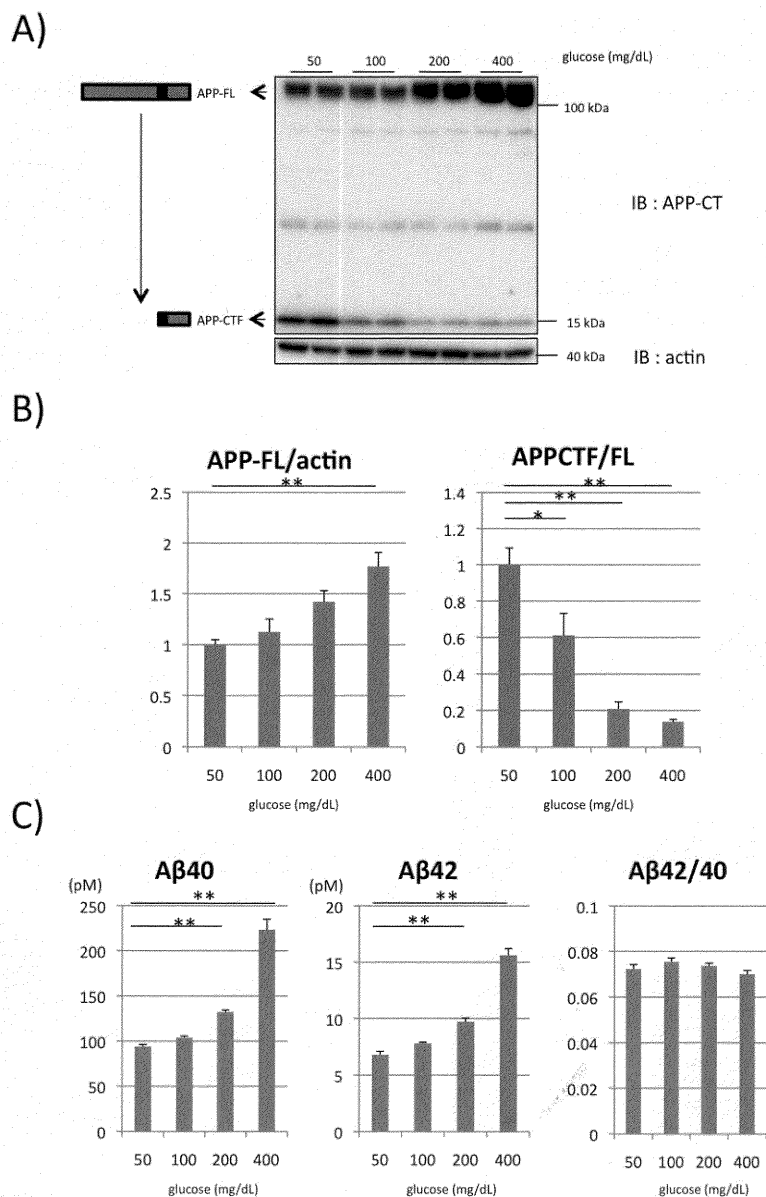 A)
50 100 200 400 glucose (mg/dL)
APP-FL
100 kDa
IB : APP-CT
APP-CTF
15 kDa
40 kDa
IB : actin
B)
APP-FL/actin
**
2.5
2
1.5
1
0.5
0
50 100 200 400
glucose (mg/dL)
APPCTF/FL
**
**
*
1.4
1.2
1
0.8
0.6
0.4
0.2
0
50 100 200 400
glucose (mg/dL)
C)
Aβ40
(pM)
**
**
250
200
150
100
50
0
50 100 200 400
glucose (mg/dL)
Aβ42
(pM)
**
**
20
15
10
5
0
50 100 200 400
glucose (mg/dL)
Aβ42/40
0.1
0.08
0.06
0.04
0.02
0
50 100 200 400
glucose (mg/dL)